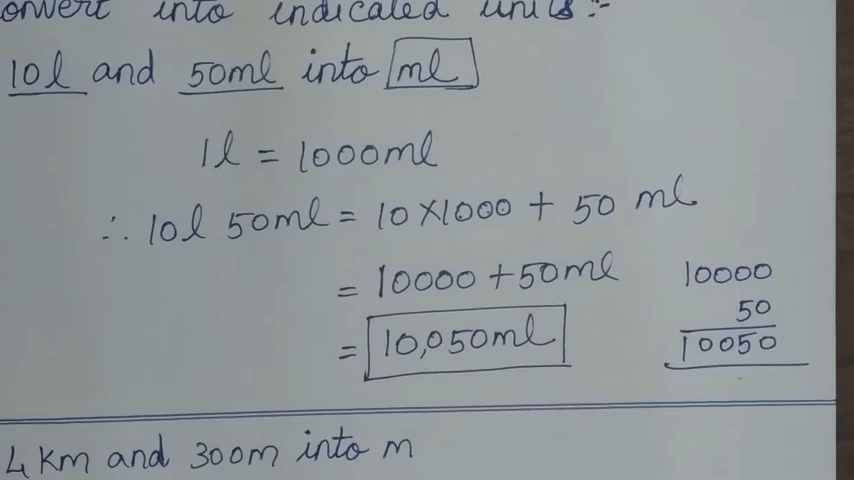 onvert into indicated units :-
10l and 50ml into ml
1l = 1000ml
∴ 10l 50ml = 10×1000 + 50 ml
= 10000 + 50ml
= 10,050ml
10000
50
10050
4 Km and 300m into m